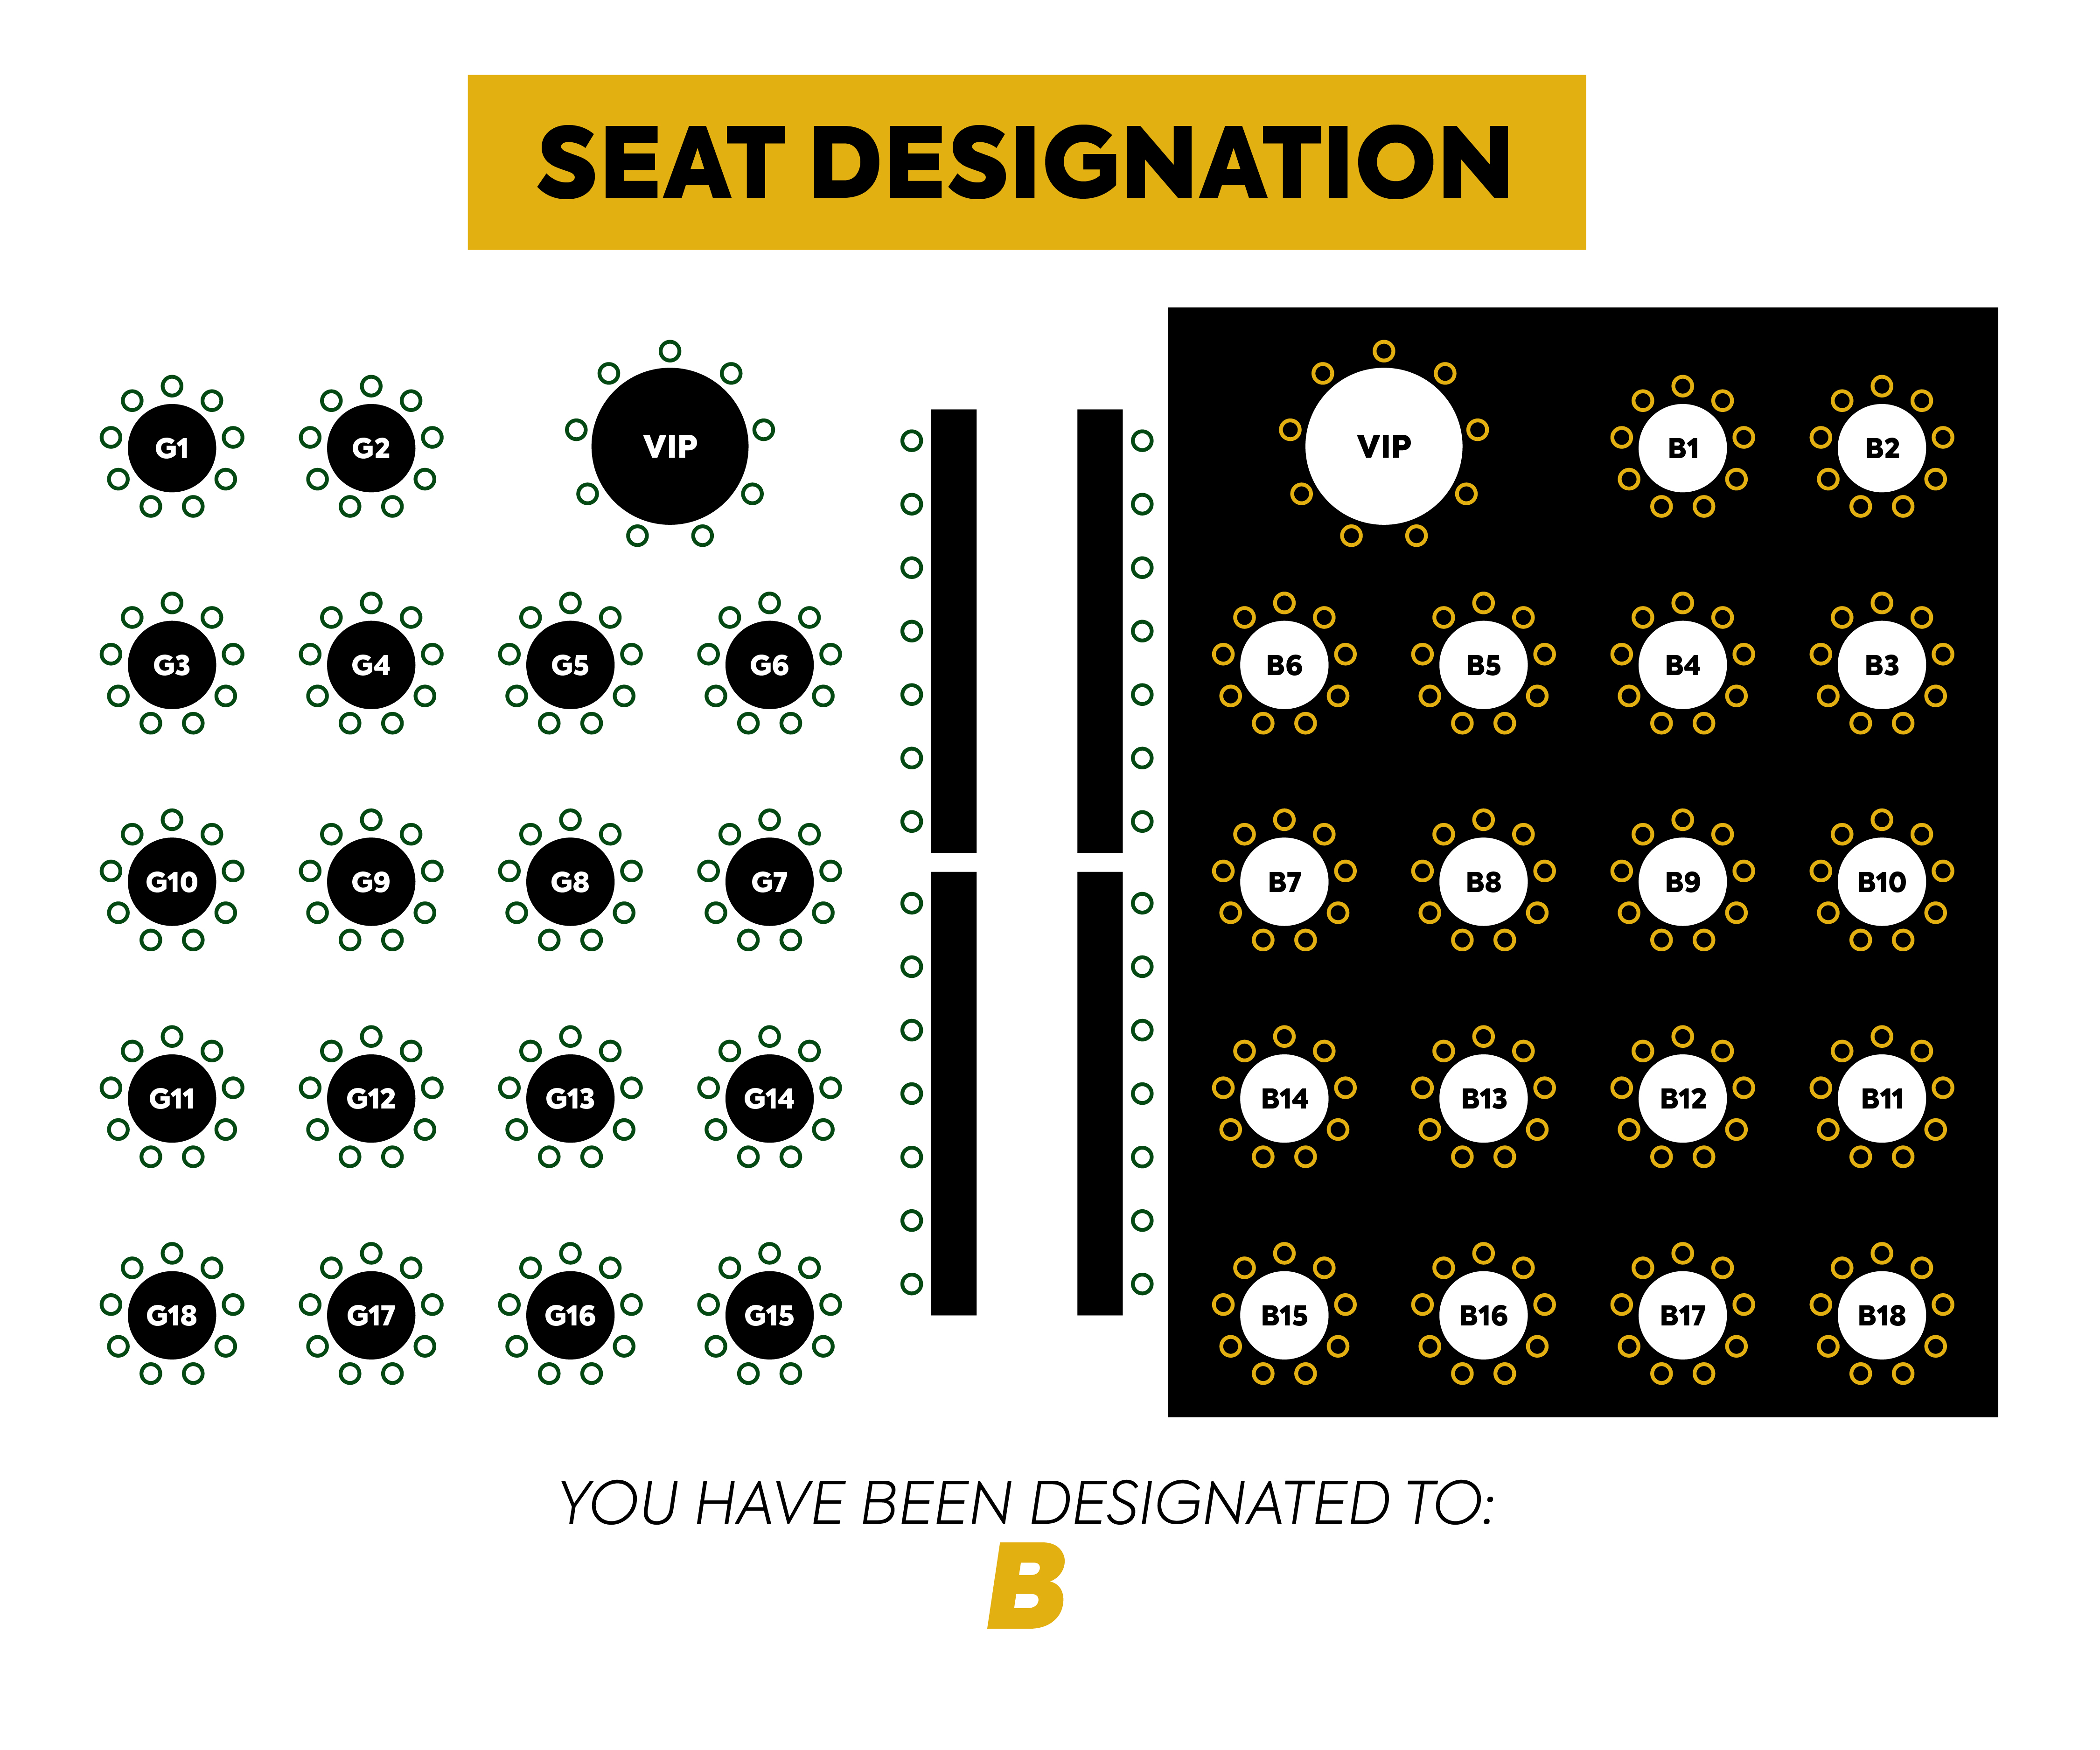 SEAT DESIGNATION
G1 G2 VIP VIP B1 B2
G3 G4 G5 G6 B6 B5 B4 B3
G10 G9 G8 G7 B7 B8 B9 B10
G11 G12 G13 G14 B14 B13 B12 B11
G18 G17 G16 G15 B15 B16 B17 B18
YOU HAVE BEEN DESIGNATED TO:
B